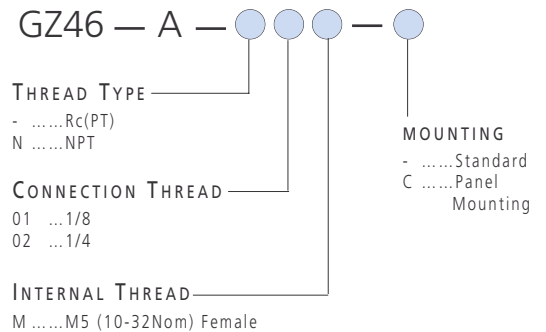 GZ46 — A — —
THREAD TYPE
- ......Rc(PT)
N ......NPT
CONNECTION THREAD
01 ...1/8
02 ...1/4
INTERNAL THREAD
M ......M5 (10-32Nom) Female
MOUNTING
- ......Standard
C ......Panel
Mounting